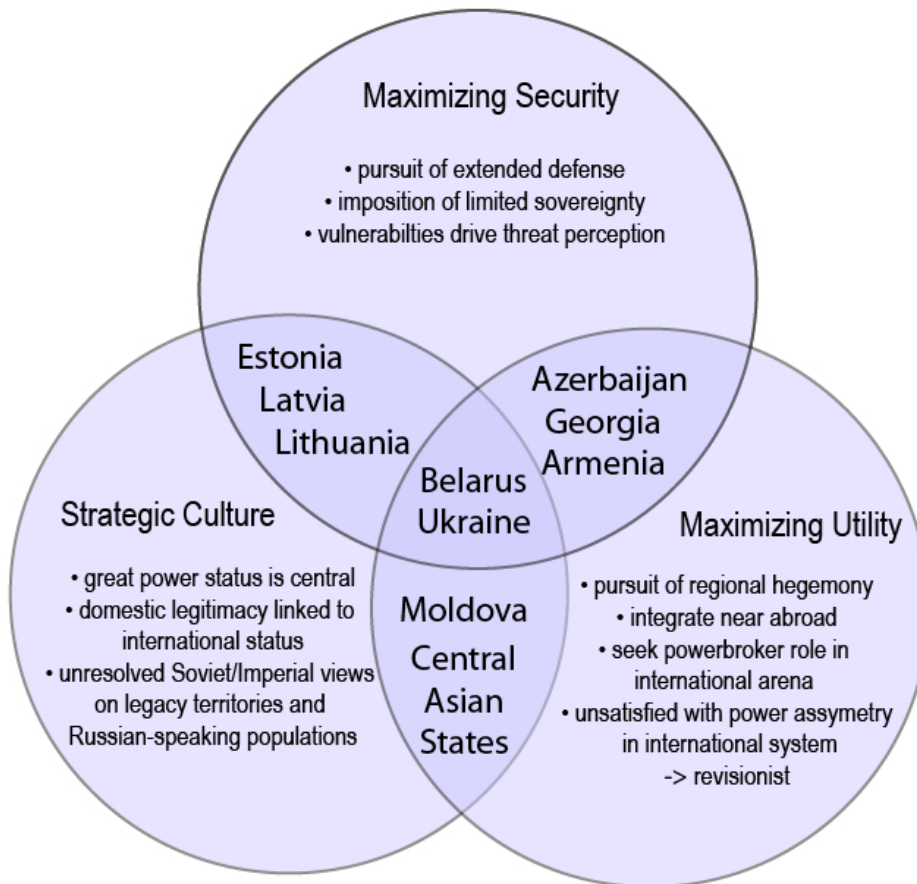 Maximizing Security
• pursuit of extended defense
• imposition of limited sovereignty
• vulnerabilties drive threat perception
Estonia
Latvia
Lithuania
Azerbaijan
Georgia
Armenia
Belarus
Ukraine
Strategic Culture
• great power status is central
• domestic legitimacy linked to
international status
• unresolved Soviet/Imperial views
on legacy territories and
Russian-speaking populations
Moldova
Central
Asian
States
Maximizing Utility
• pursuit of regional hegemony
• integrate near abroad
• seek powerbroker role in
international arena
• unsatisfied with power assymetry
in international system
-> revisionist